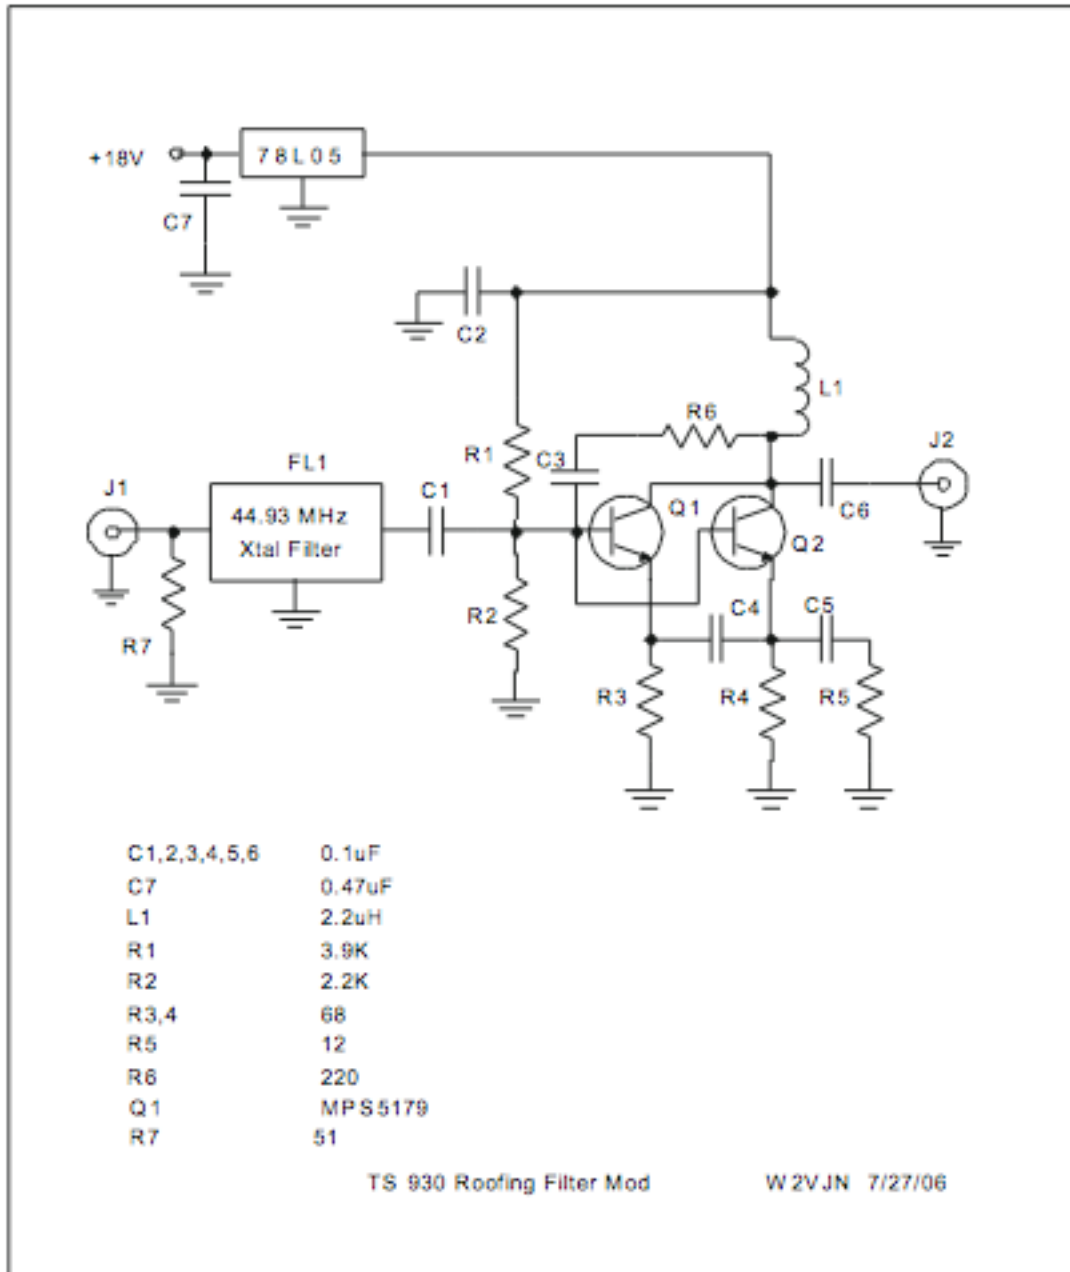 +18V
78L05
C7
C2
L1
R6
J2
R1
C3
FL1
J1
C1
Q1
44.93 MHz
Xtal Filter
C6
Q2
R2
C4
C5
R7
R3
R4
R5
C1,2,3,4,5,6 0.1uF
C7 0.47uF
L1 2.2uH
R1 3.9K
R2 2.2K
R3,4 68
R5 12
R6 220
Q1 MPS5179
R7 51
TS 930 Roofing Filter Mod W2VJN 7/27/06